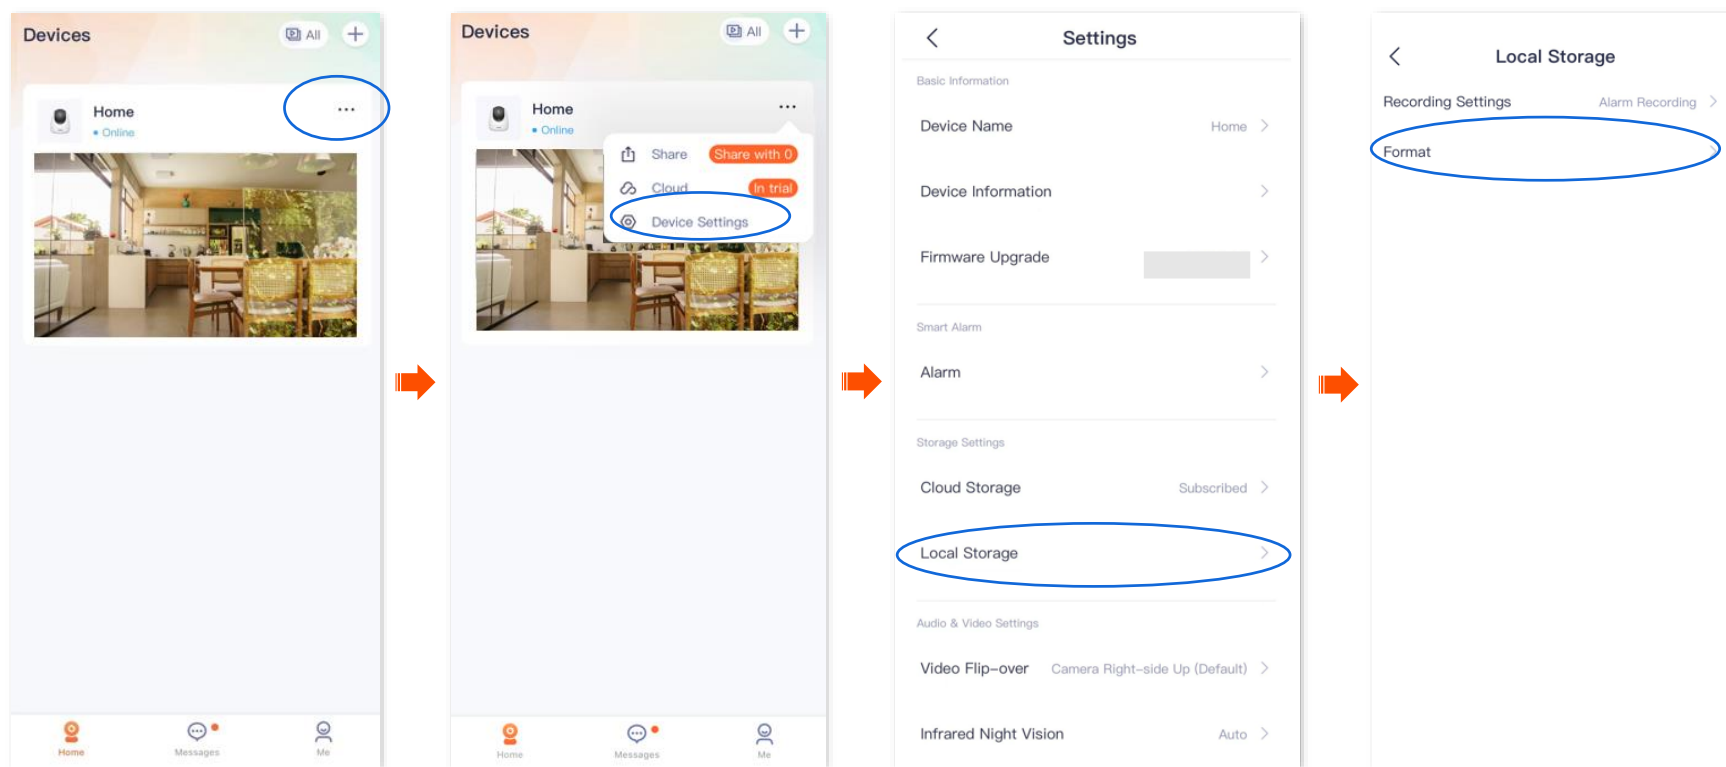 Devices
All
Home
Online
Home
Messages
Me
Devices
All
Home
Online
Share
Share with 0
Cloud
In trial
Device Settings
Home
Messages
Me
Settings
Basic Information
Device Name
Home
Device Information
Firmware Upgrade
Smart Alarm
Alarm
Storage Settings
Cloud Storage
Subscribed
Local Storage
Audio & Video Settings
Video Flip-over
Camera Right-side Up (Default)
Infrared Night Vision
Auto
Local Storage
Recording Settings
Alarm Recording
Format